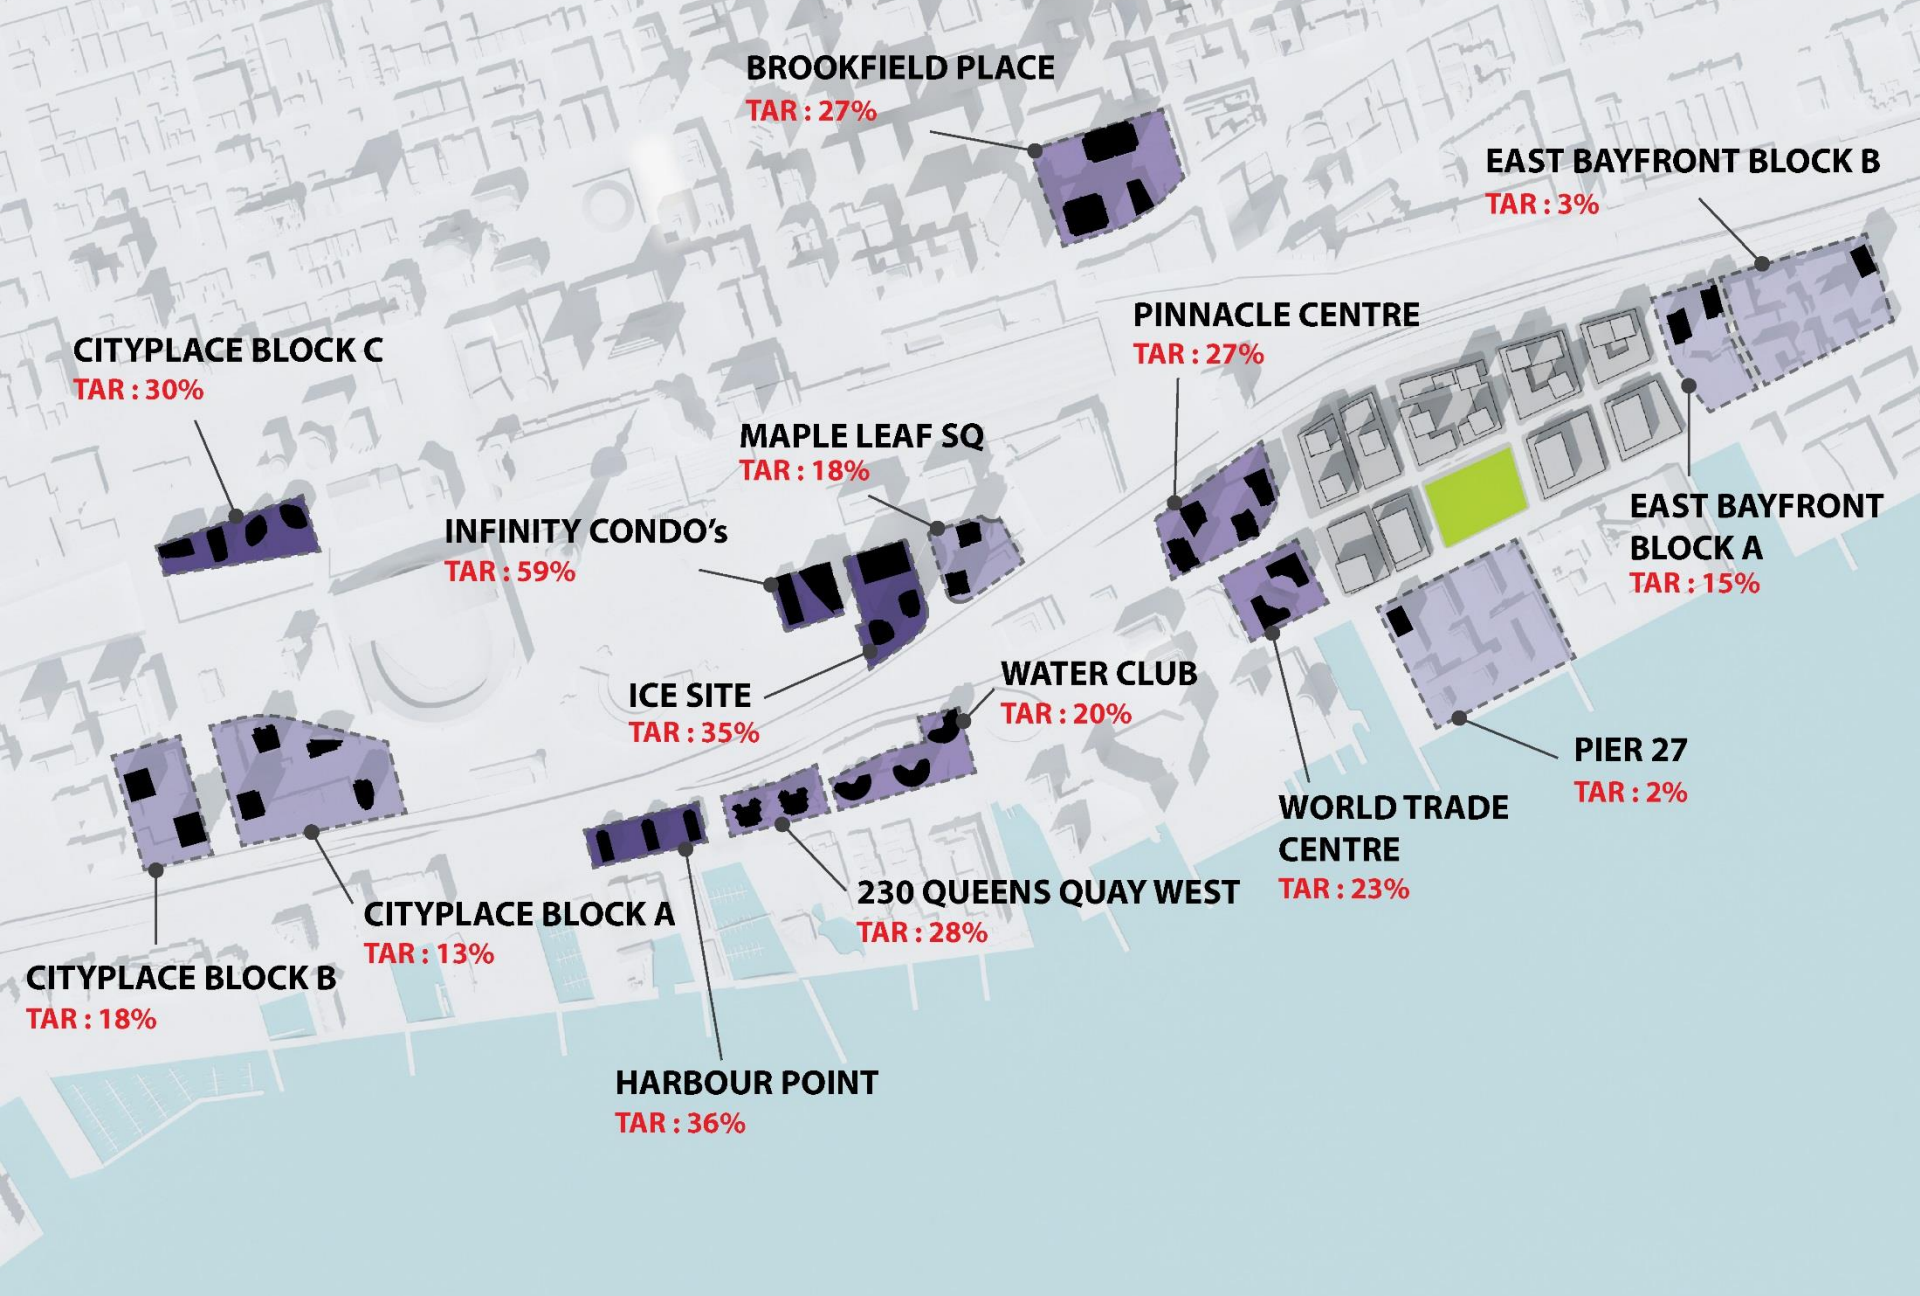 BROOKFIELD PLACE
TAR : 27%
EAST BAYFRONT BLOCK B
TAR : 3%
PINNACLE CENTRE
TAR : 27%
CITYPLACE BLOCK C
TAR : 30%
MAPLE LEAF SQ
TAR : 18%
INFINITY CONDO's
TAR : 59%
EAST BAYFRONT
BLOCK A
TAR : 15%
ICE SITE
TAR : 35%
WATER CLUB
TAR : 20%
PIER 27
TAR : 2%
WORLD TRADE
CENTRE
TAR : 23%
230 QUEENS QUAY WEST
TAR : 28%
CITYPLACE BLOCK A
TAR : 13%
CITYPLACE BLOCK B
TAR : 18%
HARBOUR POINT
TAR : 36%